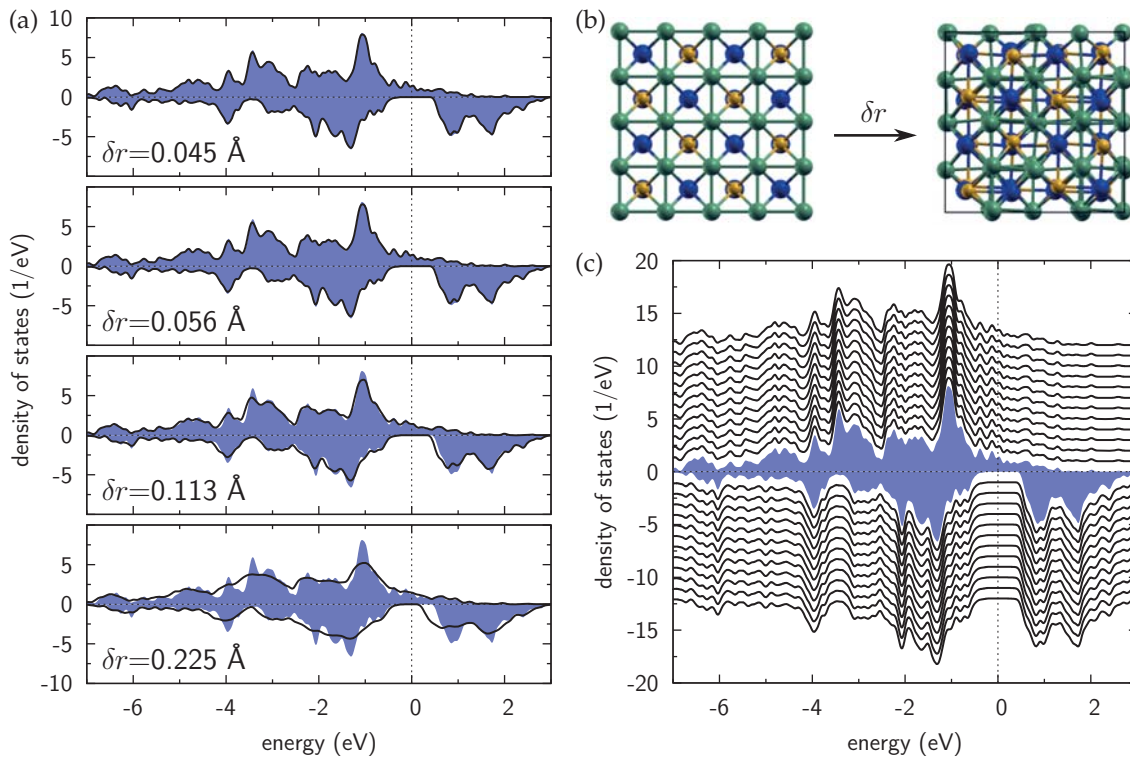 (a)
density of states (1/eV)
10
5
0
-5
δr=0.045 Å
5
0
-5
δr=0.056 Å
5
0
-5
δr=0.113 Å
5
0
-5
-10
δr=0.225 Å
-6 -4 -2 0 2
energy (eV)
(b)
δr
(c)
density of states (1/eV)
20
15
10
5
0
-5
-10
-15
-20
-6 -4 -2 0 2
energy (eV)